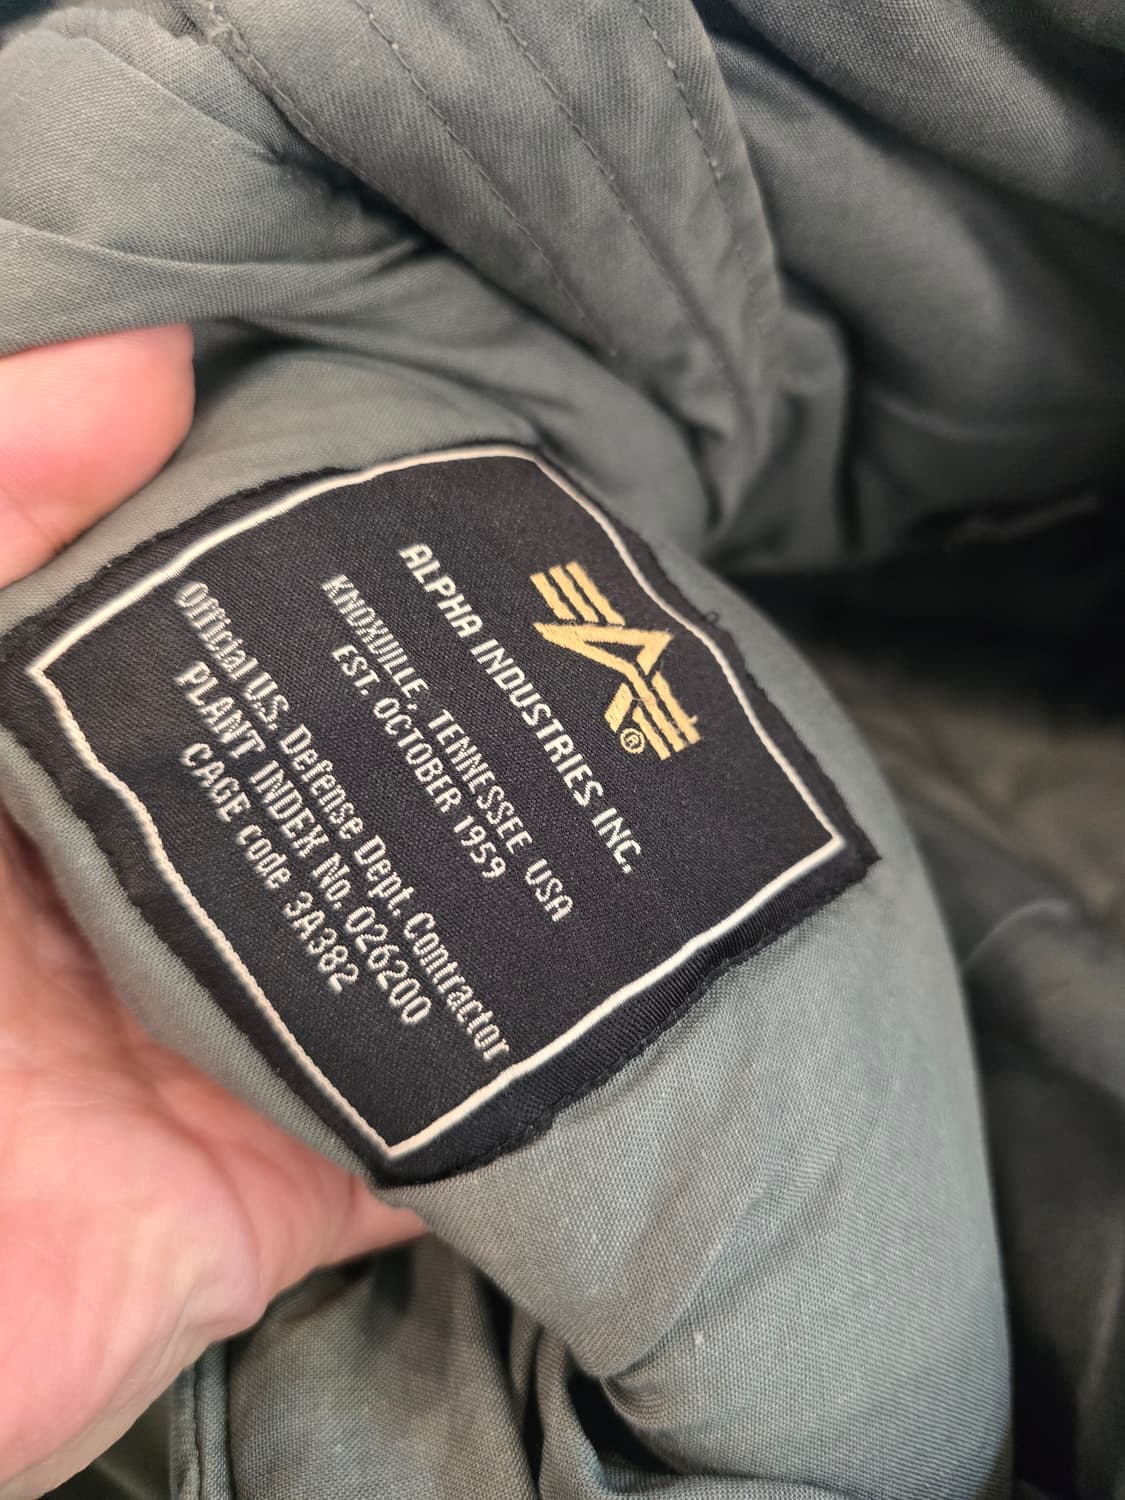 ALPHA INDUSTRIES INC.
KNOXVILLE, TENNESSEE USA
EST. OCTOBER 1959
Official U.S. Defense Dept. Contractor
PLANT INDEX No. 026200
CAGE Code 3A382